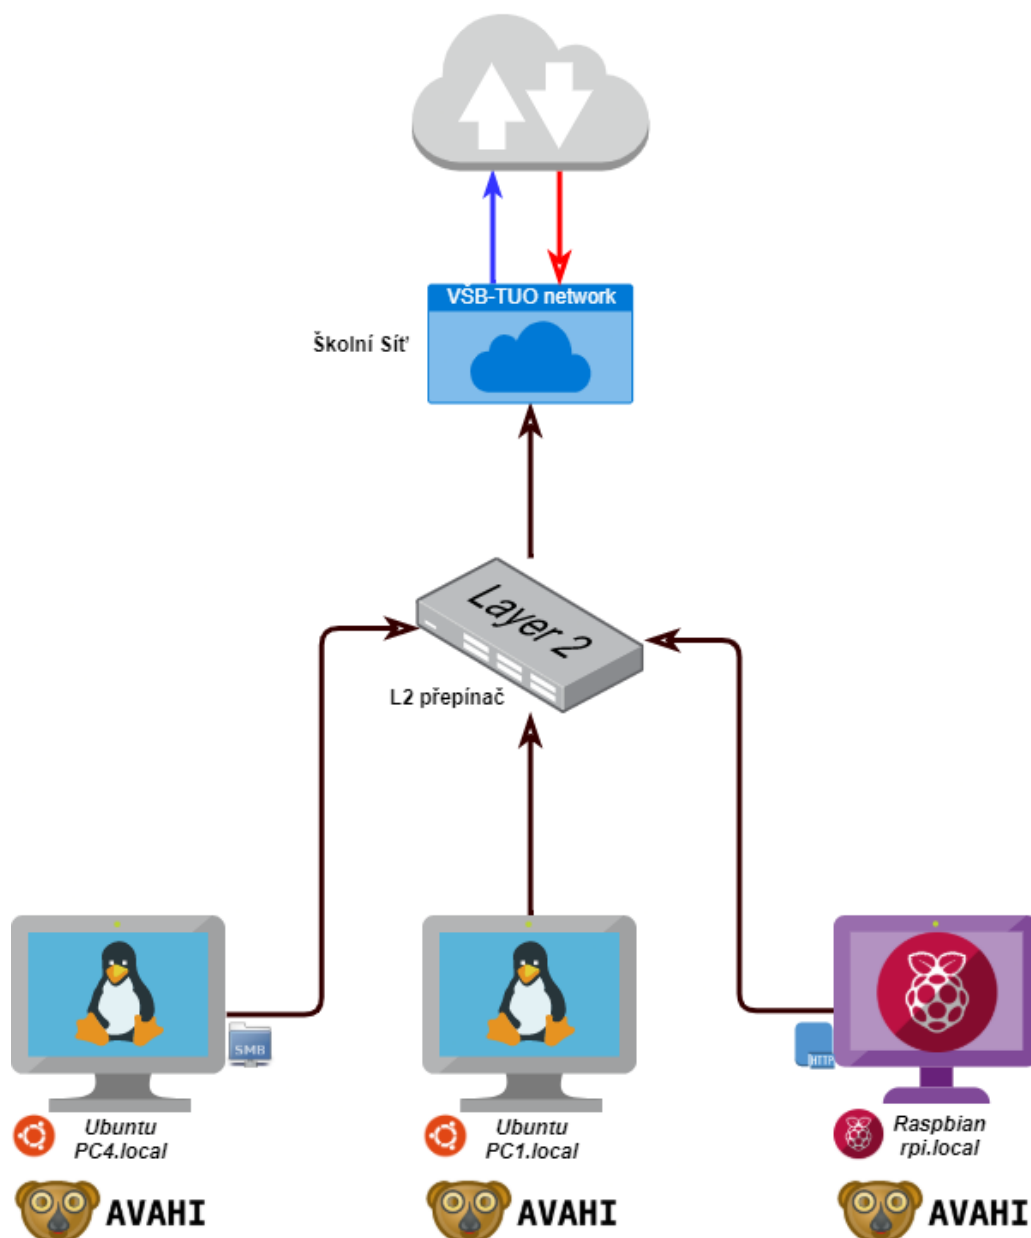 VŠB-TUO network
Školní Síť
Layer 2
L2 přepínač
SMB
HTTP
Ubuntu
PC4.local
Ubuntu
PC1.local
Raspbian
rpi.local
AVAHI
AVAHI
AVAHI